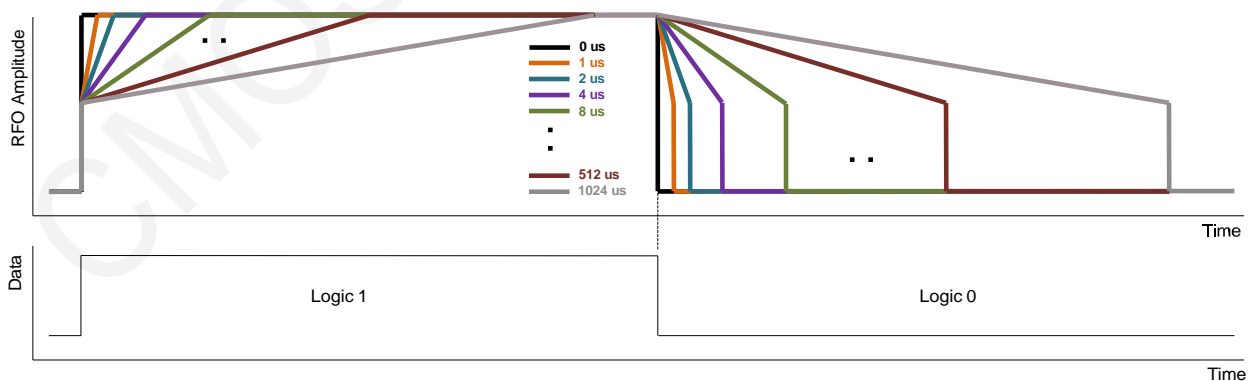 CMOS
RFO Amplitude
0 us
1 us
2 us
4 us
8 us
512 us
1024 us
Time
Data
Logic 1
Logic 0
Time